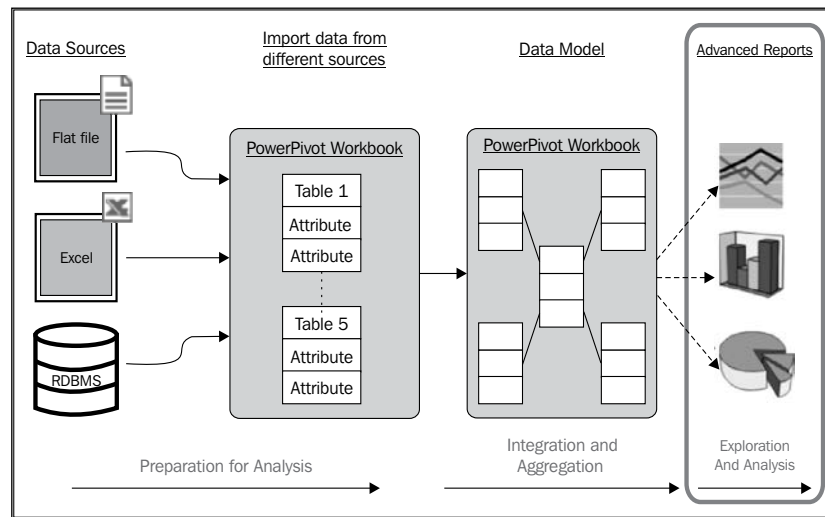 Data Sources
Import data from
different sources
Data Model
Advanced Reports
Flat file
Excel
RDBMS
PowerPivot Workbook
Table 1
Attribute
Attribute
Table 5
Attribute
Attribute
PowerPivot Workbook
Preparation for Analysis
Integration and
Aggregation
Exploration
And Analysis